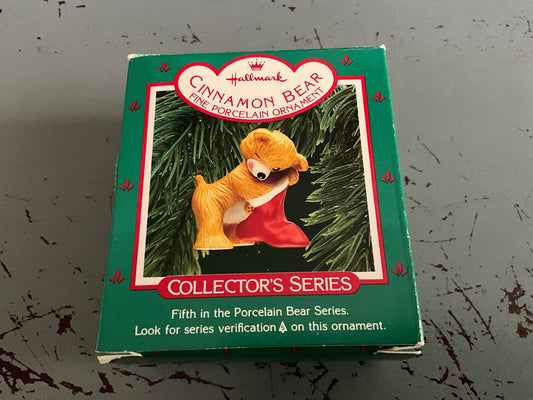 Hallmark
CINNAMON BEAR
FINE PORCELAIN ORNAMENT
COLLECTOR'S SERIES
Fifth in the Porcelain Bear Series.
Look for series verification on this ornament.